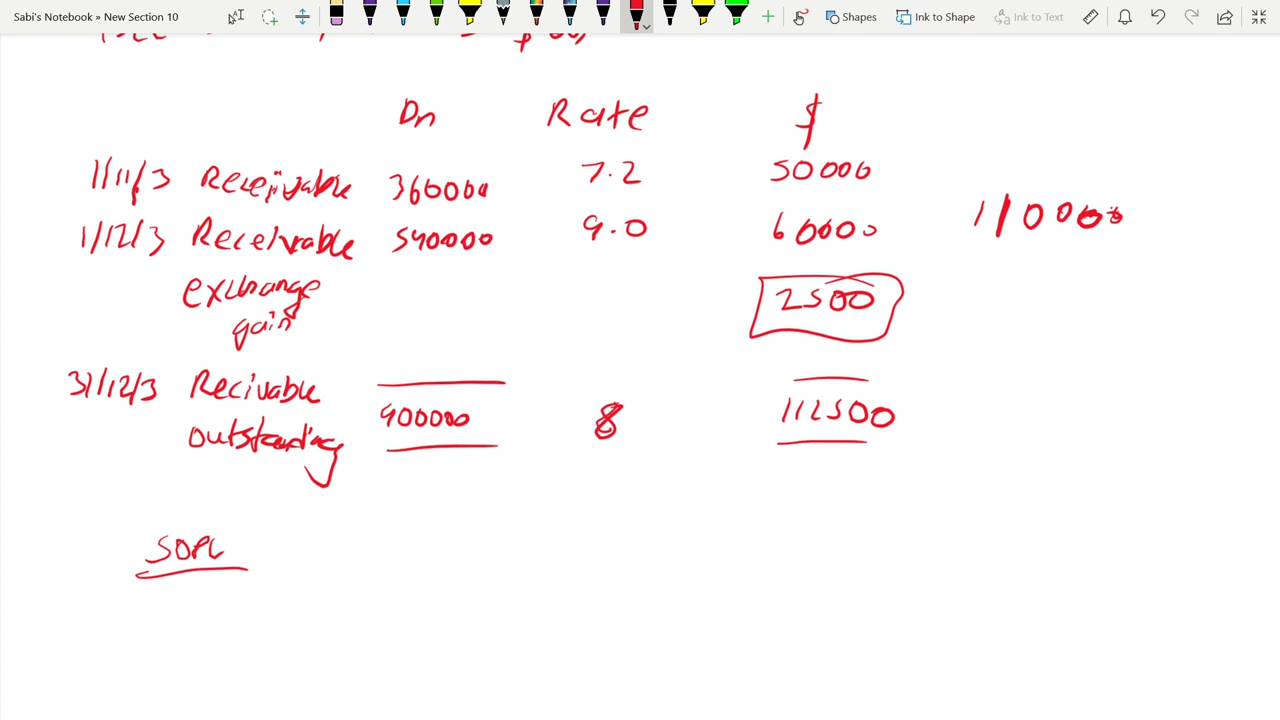 Sabi's Notebook » New Section 10
Shapes
Ink to Shape
Ink to Text
Dn Rate $
1/11/3 Receivable 360000 7.2 50000
1/12/3 Receivable 540000 9.0 60000 110000
exchange
gain 2500
31/12/3 Recivable
outstanding 900000 8 112500
SOPL